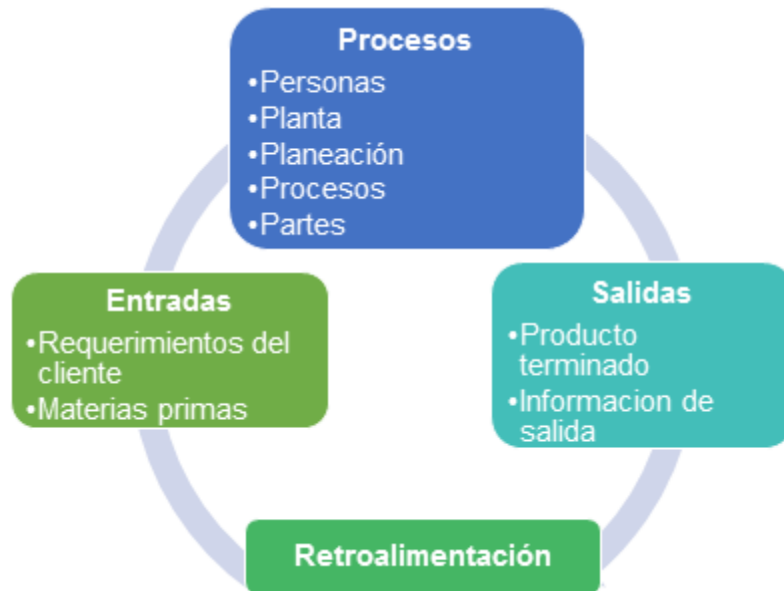 Procesos
•Personas
•Planta
•Planeación
•Procesos
•Partes
Entradas
•Requerimientos del
cliente
•Materias primas
Salidas
•Producto
terminado
•Informacion de
salida
Retroalimentación